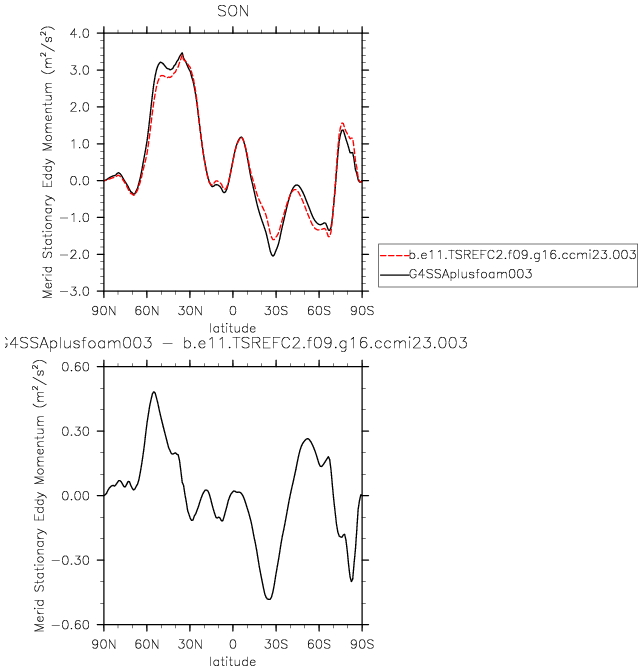 SON
4.0
3.0
2.0
1.0
0.0
-1.0
-2.0
-3.0
Merid Stationary Eddy Momentum (m²/s²)
90N 60N 30N 0 30S 60S 90S
latitude
b.e11.TSREFC2.f09.g16.ccmi23.003
G4SSAplusfoam003
G4SSAplusfoam003 - b.e11.TSREFC2.f09.g16.ccmi23.003
0.60
0.30
0.00
-0.30
-0.60
Merid Stationary Eddy Momentum (m²/s²)
90N 60N 30N 0 30S 60S 90S
latitude